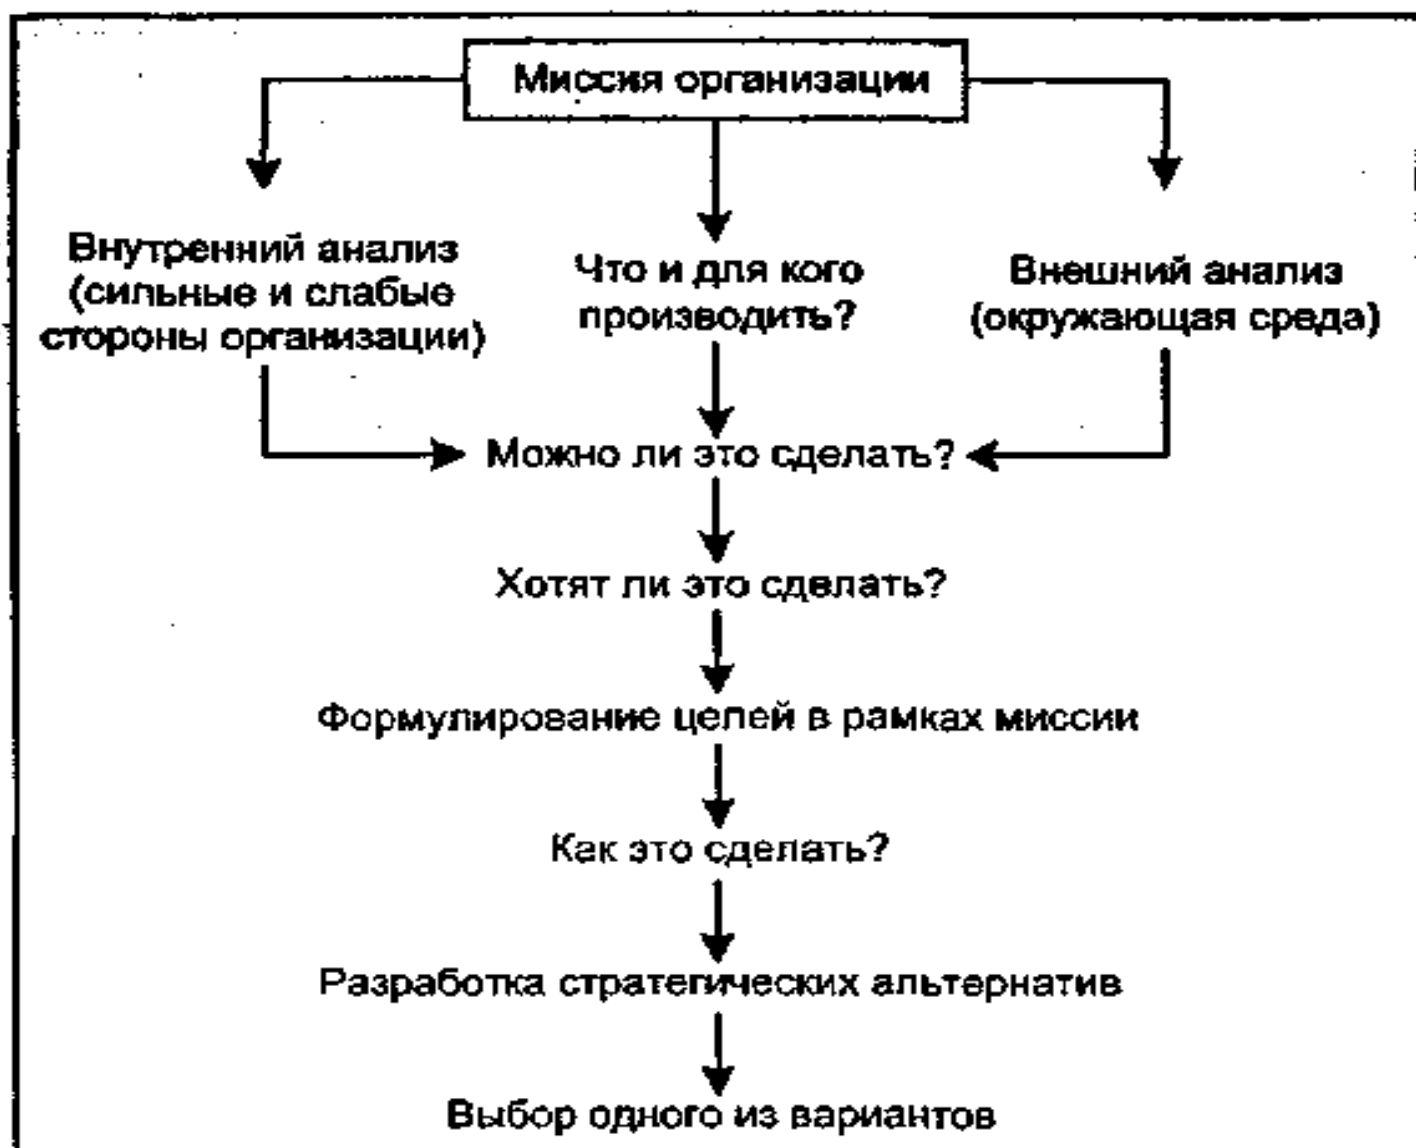 Миссия организации
Внутренний анализ
(сильные и слабые
стороны организации)
Что и для кого
производить?
Внешний анализ
(окружающая среда)
Можно ли это сделать?
Хотят ли это сделать?
Формулирование целей в рамках миссии
Как это сделать?
Разработка стратегических альтернатив
Выбор одного из вариантов